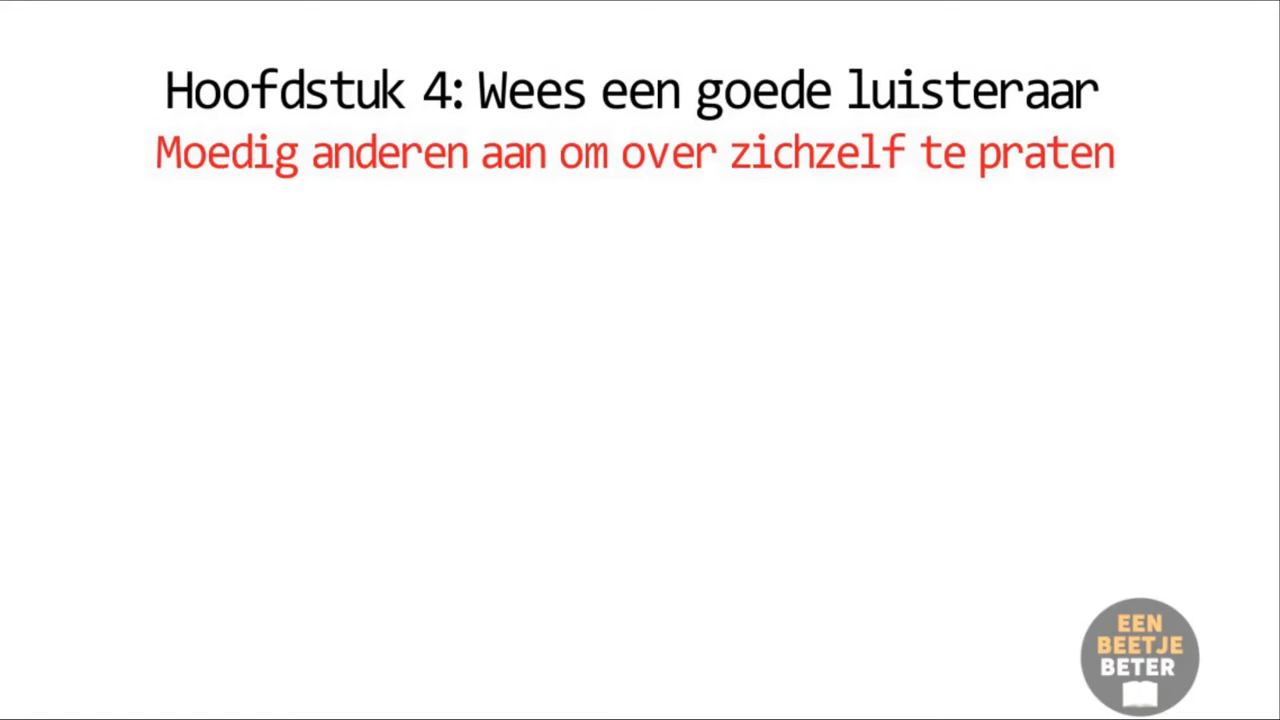 Hoofdstuk 4: Wees een goede luisteraar
Moedig anderen aan om over zichzelf te praten
EEN
BEETJE
BETER